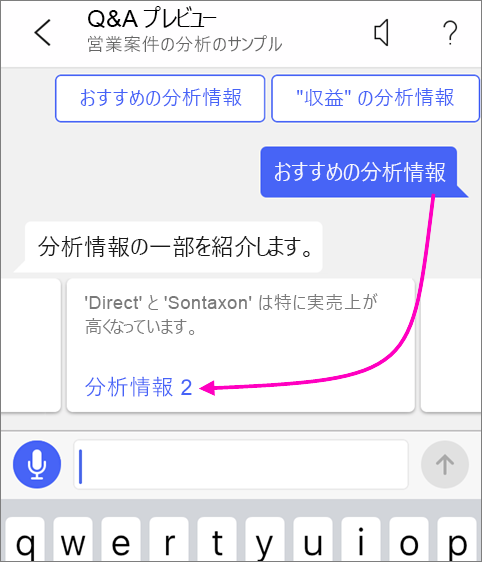 Q&A プレビュー
営業案件の分析のサンプル
?
おすすめの分析情報
"収益" の分析情報
おすすめの分析情報
分析情報の一部を紹介します。
'Direct' と 'Sontaxon' は特に実売上が
高くなっています。
分析情報 2
q w e r t y u i o p